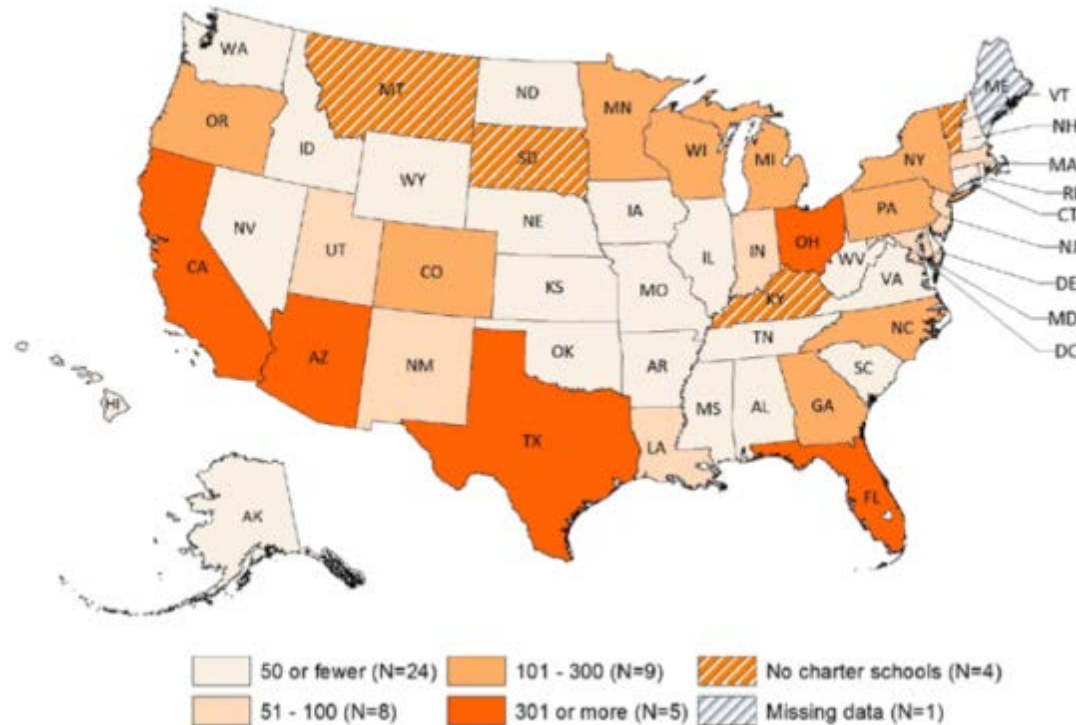 WA
MT
ND
MN
ME
VT
OR
ID
SD
WI
MI
NY
NH
WY
MA
IA
PA
RI
NV
NE
CT
UT
IL
IN
OH
NJ
CA
CO
WV
DE
KS
MO
VA
KY
MD
DC
TN
NC
AZ
NM
OK
AR
SC
MS
AL
GA
HI
TX
LA
FL
AK
50 or fewer (N=24)
101 - 300 (N=9)
No charter schools (N=4)
51 - 100 (N=8)
301 or more (N=5)
Missing data (N=1)